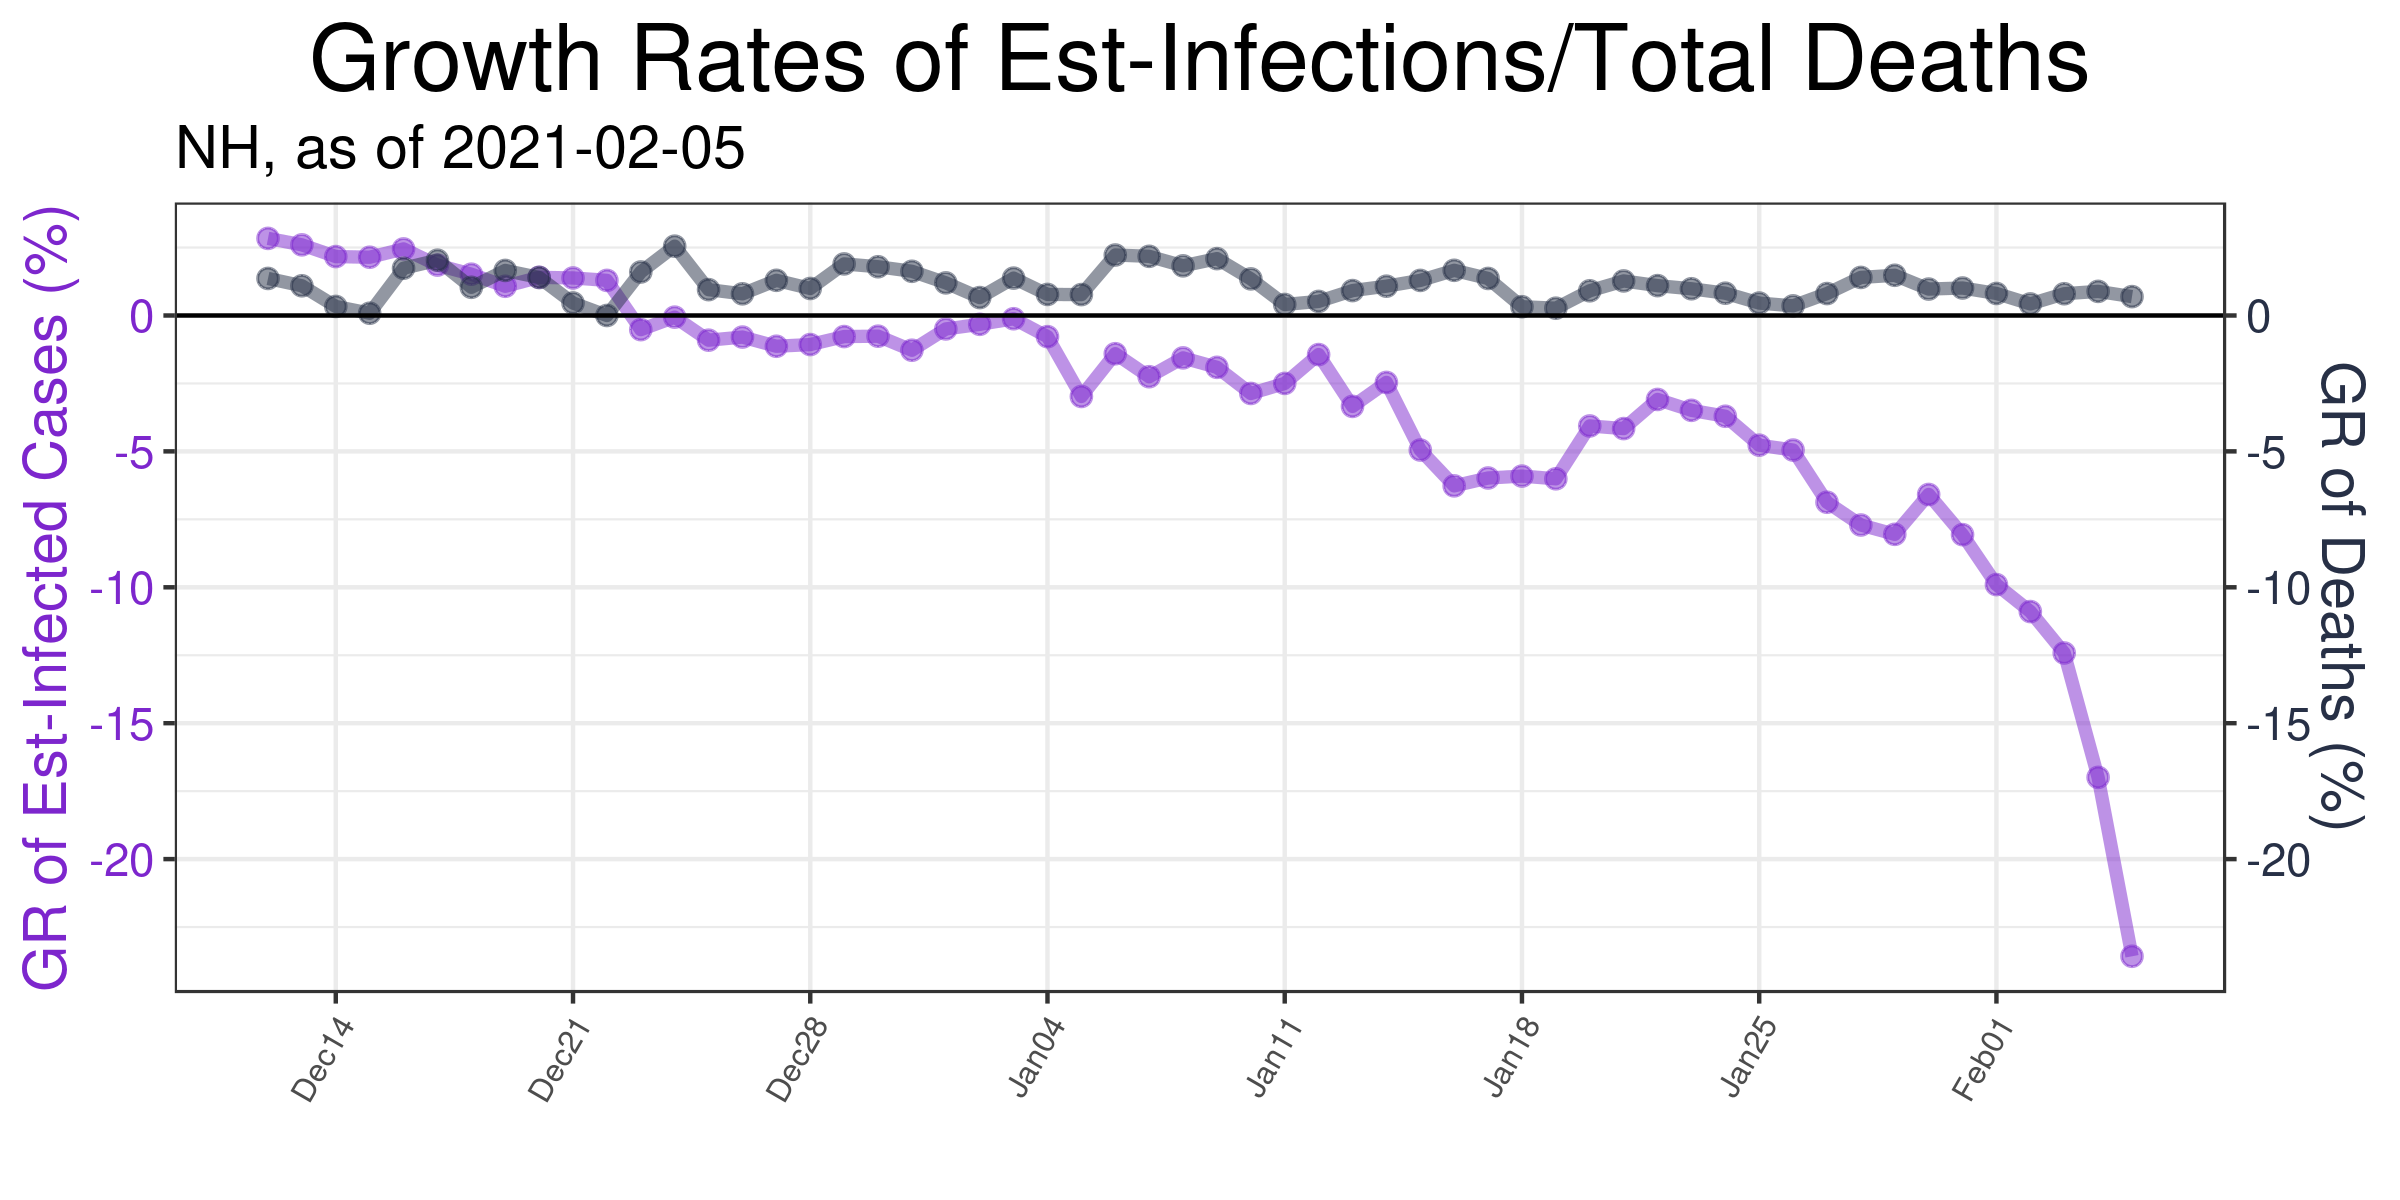 Growth Rates of Est-Infections/Total Deaths
NH, as of 2021-02-05
GR of Est-Infected Cases (%)
0
-5
-10
-15
-20
0
-5
-10
-15
-20
GR of Deaths (%)
Dec14
Dec21
Dec28
Jan04
Jan11
Jan18
Jan25
Feb01